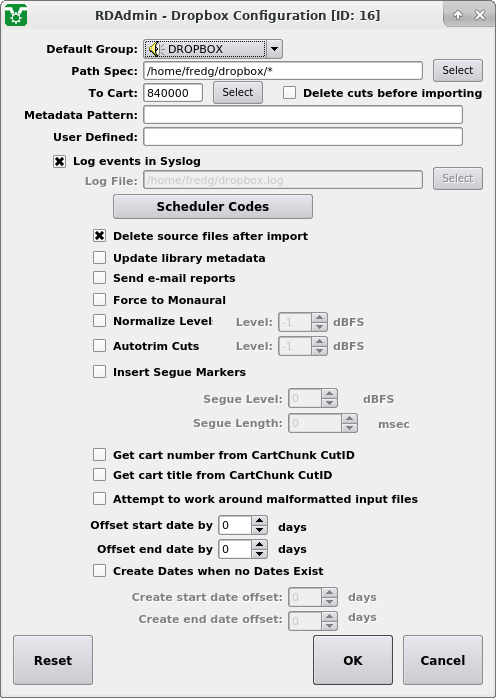 RDAdmin - Dropbox Configuration [ID: 16]
Default Group: DROPBOX
Path Spec: /home/fredg/dropbox/* Select
To Cart: 840000 Select Delete cuts before importing
Metadata Pattern:
User Defined:
Log events in Syslog
Log File: /home/fredg/dropbox.log Select
Scheduler Codes
Delete source files after import
Update library metadata
Send e-mail reports
Force to Monaural
Normalize Level Level: -1 dBFS
Autotrim Cuts Level: -1 dBFS
Insert Segue Markers
Segue Level: 0 dBFS
Segue Length: 0 msec
Get cart number from CartChunk CutID
Get cart title from CartChunk CutID
Attempt to work around malformatted input files
Offset start date by 0 days
Offset end date by 0 days
Create Dates when no Dates Exist
Create start date offset: 0 days
Create end date offset: 0 days
Reset OK Cancel